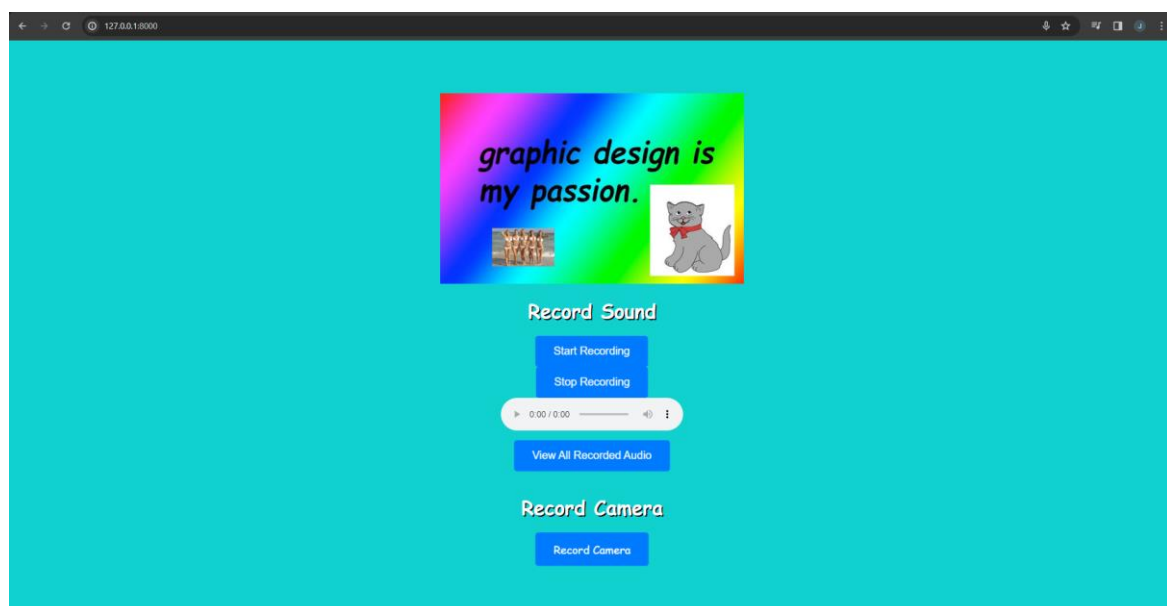 127.0.0.1:8000
graphic design is
my passion.
Record Sound
Start Recording
Stop Recording
0:00 / 0:00
View All Recorded Audio
Record Camera
Record Camera